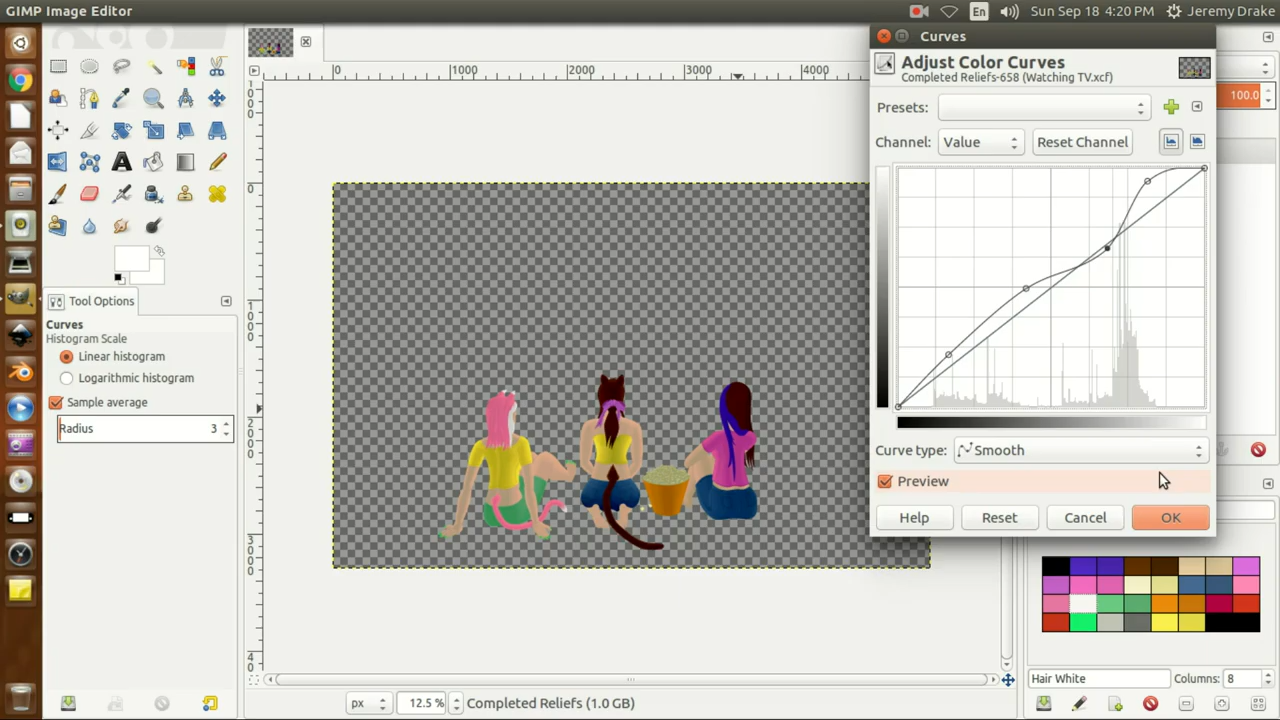 GIMP Image Editor
En
Sun Sep 18 4:20 PM
Jeremy Drake
Curves
Adjust Color Curves
Completed Reliefs-658 (Watching TV.xcf)
100.0
Presets:
Channel: Value Reset Channel
Curve type: Smooth
Preview
Help Reset Cancel OK
0 1000 2000 3000 4000
Tool Options
Curves
Histogram Scale
Linear histogram
Logarithmic histogram
Sample average
Radius 3
Hair White Columns: 8
px 12.5 % Completed Reliefs (1.0 GB)